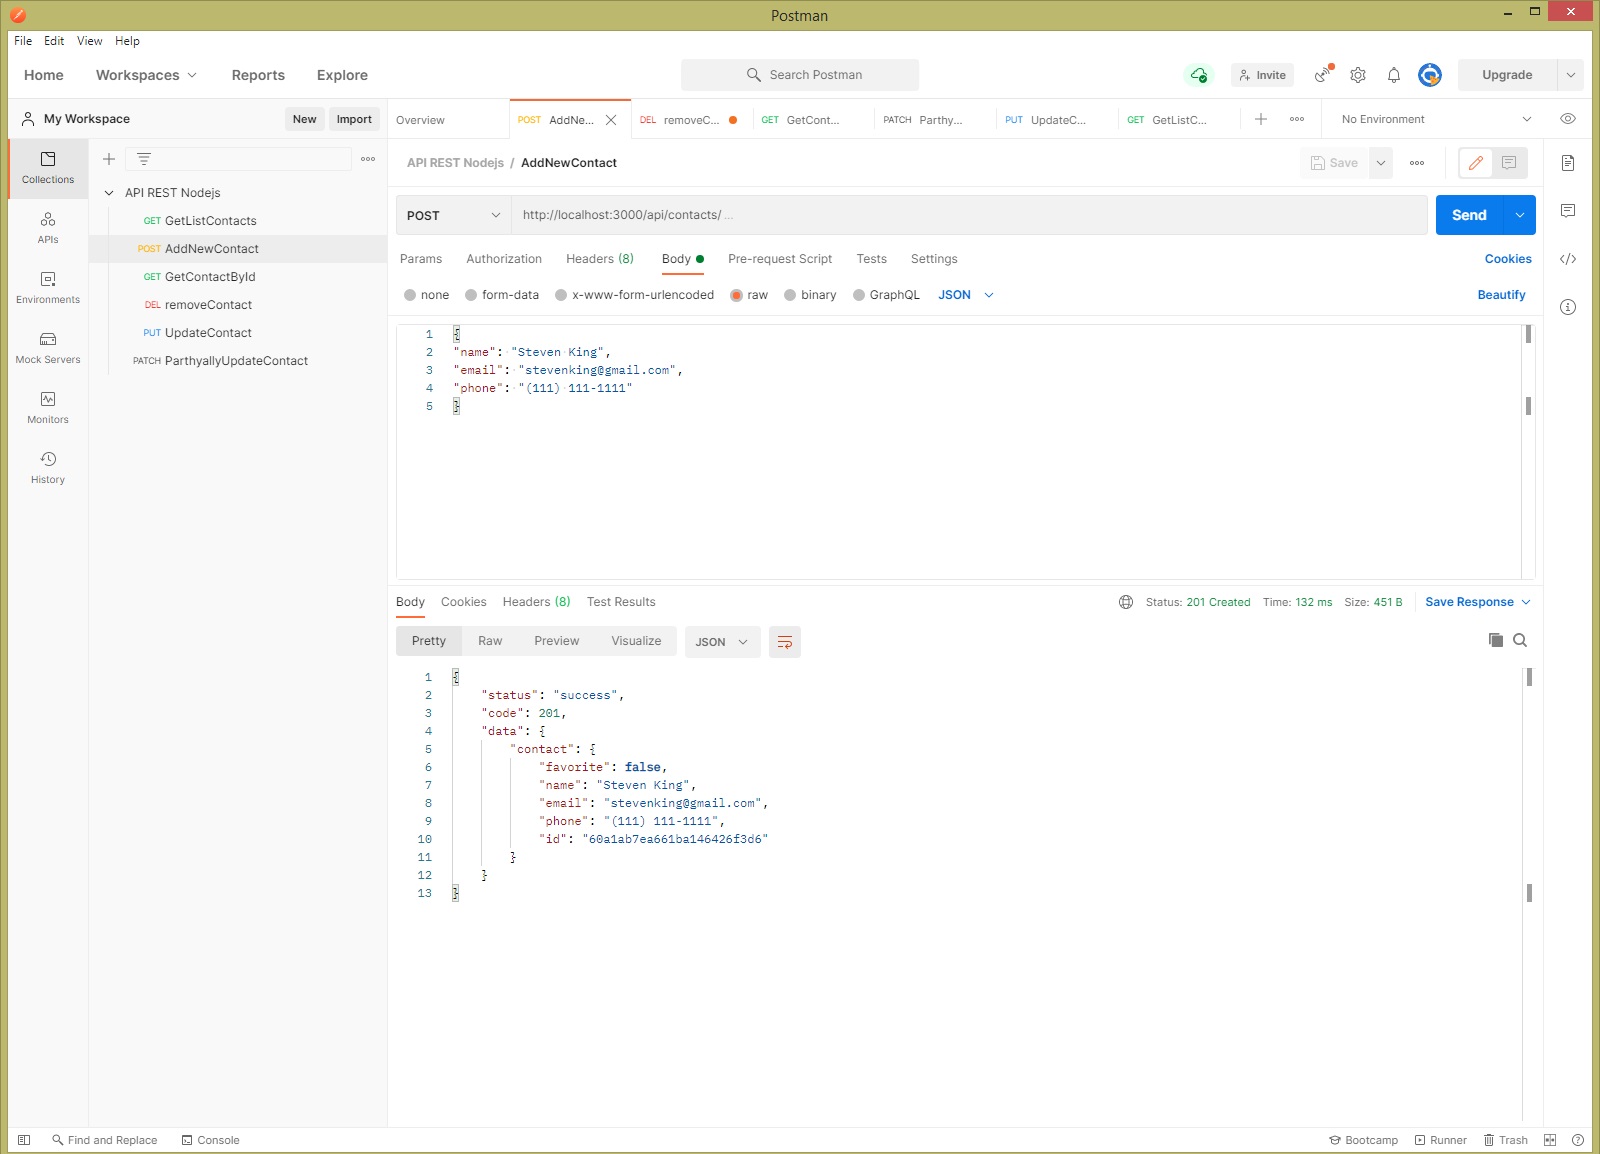 Postman
File Edit View Help
Home Workspaces Reports Explore Search Postman Invite Upgrade
My Workspace New Import
Overview POST AddNe... DEL removeC... GET GetCont... PATCH Parthy... PUT UpdateC... GET GetListC... No Environment
Collections
APIs
Environments
Mock Servers
Monitors
History
API REST Nodejs
GET GetListContacts
POST AddNewContact
GET GetContactById
DEL removeContact
PUT UpdateContact
PATCH ParthyallyUpdateContact
API REST Nodejs / AddNewContact Save
POST http://localhost:3000/api/contacts/ ... Send
Params Authorization Headers (8) Body Pre-request Script Tests Settings Cookies
none form-data x-www-form-urlencoded raw binary GraphQL JSON Beautify
1 {
2 "name": "Steven King",
3 "email": "stevenking@gmail.com",
4 "phone": "(111) 111-1111"
5 }
Body Cookies Headers (8) Test Results Status: 201 Created Time: 132 ms Size: 451 B Save Response
Pretty Raw Preview Visualize JSON
1 {
2 "status": "success",
3 "code": 201,
4 "data": {
5 "contact": {
6 "favorite": false,
7 "name": "Steven King",
8 "email": "stevenking@gmail.com",
9 "phone": "(111) 111-1111",
10 "id": "60a1ab7ea661ba146426f3d6"
11 }
12 }
13 }
Find and Replace Console Bootcamp Runner Trash